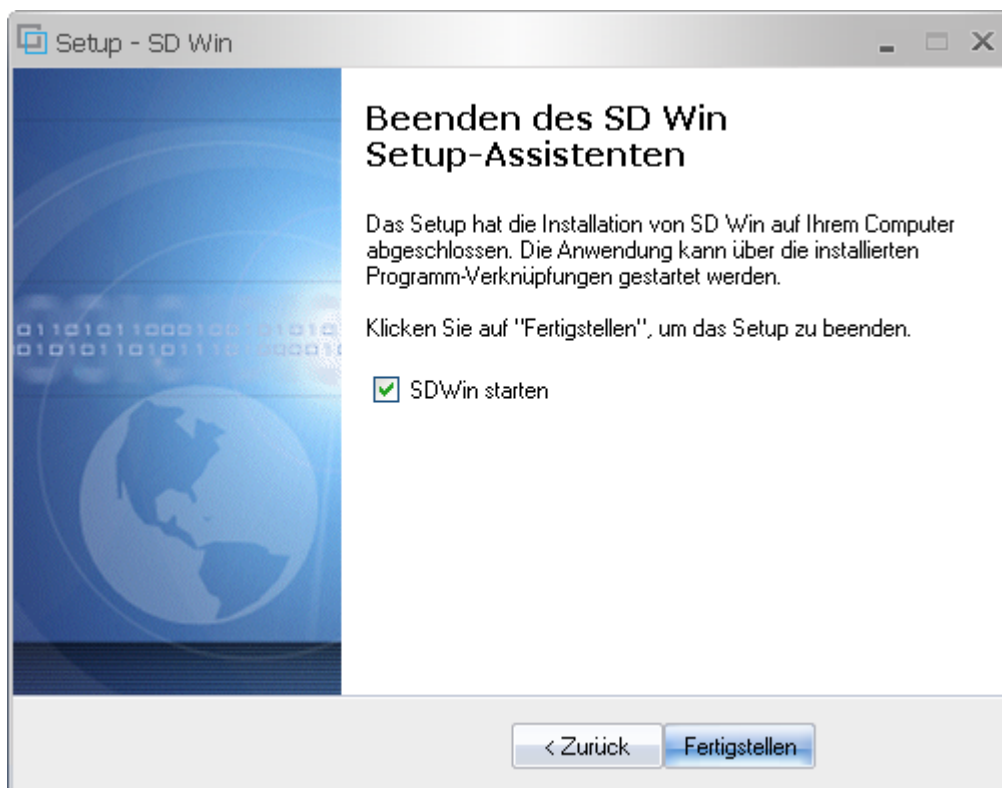 Setup - SD Win
Beenden des SD Win
Setup-Assistenten
Das Setup hat die Installation von SD Win auf Ihrem Computer
abgeschlossen. Die Anwendung kann über die installierten
Programm-Verknüpfungen gestartet werden.
Klicken Sie auf "Fertigstellen", um das Setup zu beenden.
SDWin starten
< Zurück
Fertigstellen